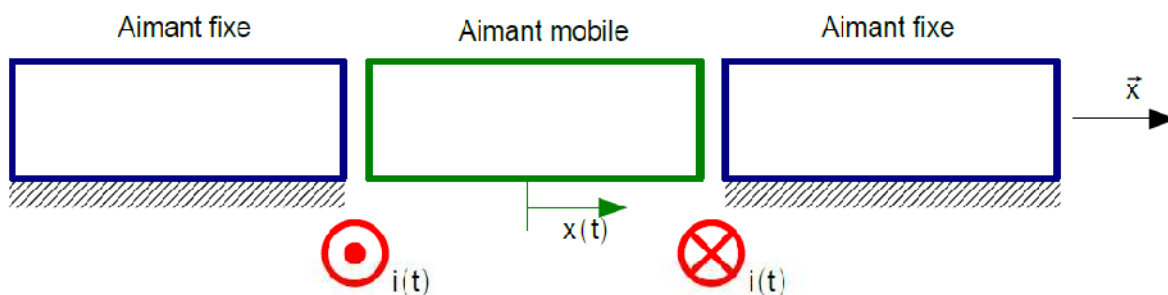 Aimant fixe
Aimant mobile
Aimant fixe
x⃗
x(t)
i(t)
i(t)